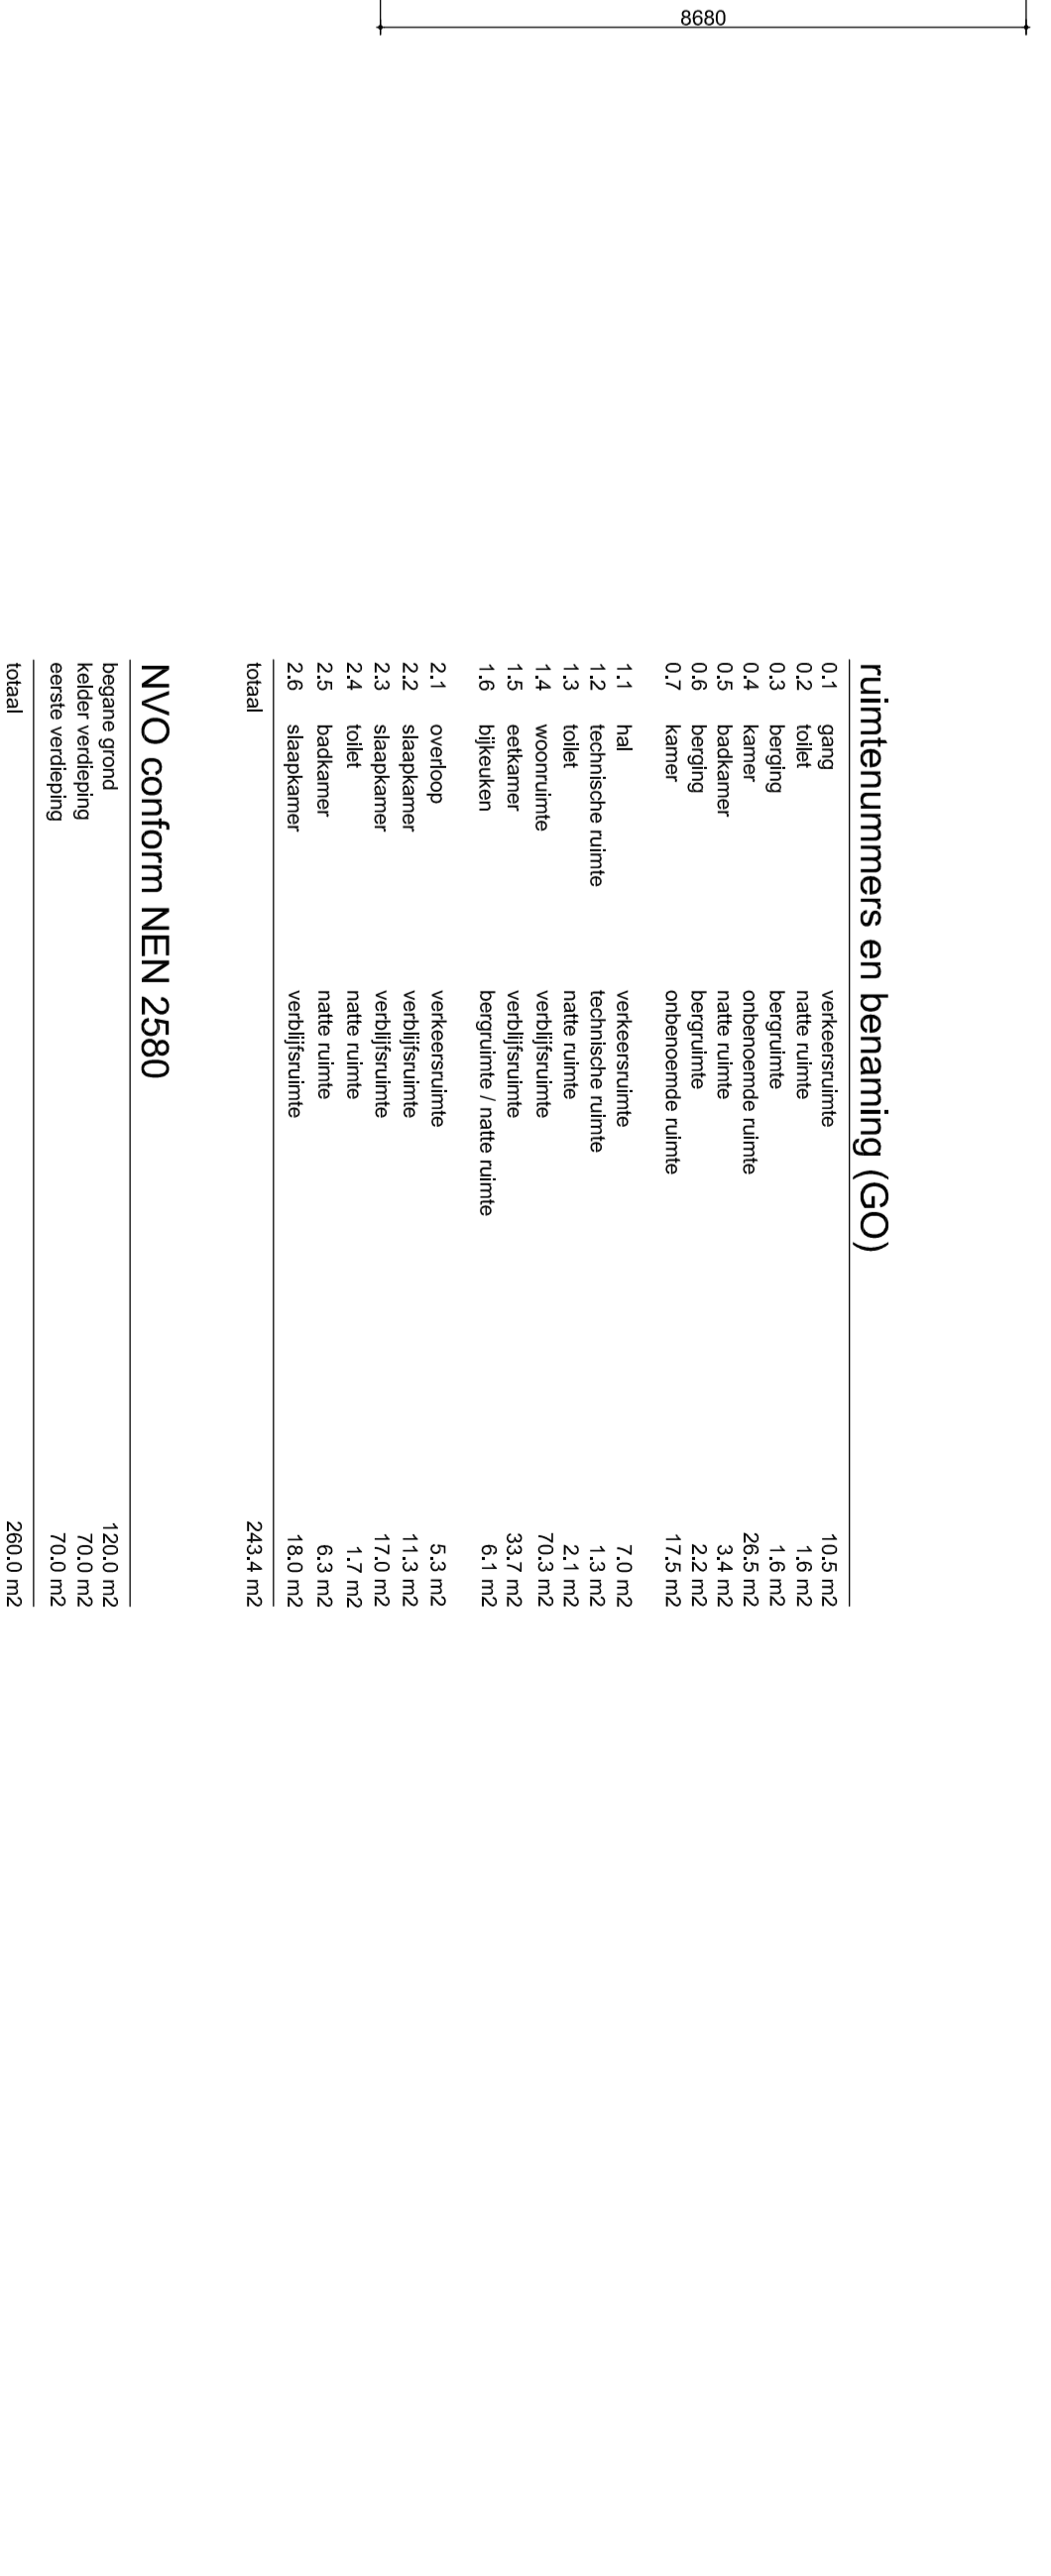 8680
ruimtenummers en benaming (GO)
0.1 gang verkeersruimte 10.5 m2
0.2 toilet natte ruimte 1.6 m2
0.3 berging bergruimte 1.6 m2
0.4 kamer onbenoemde ruimte 26.5 m2
0.5 badkamer natte ruimte 3.4 m2
0.6 berging bergruimte 2.2 m2
0.7 kamer onbenoemde ruimte 17.5 m2
1.1 hal verkeersruimte 7.0 m2
1.2 technische ruimte technische ruimte 1.3 m2
1.3 toilet natte ruimte 2.1 m2
1.4 woonruimte verblijfsruimte 70.3 m2
1.5 eetkamer verblijfsruimte 33.7 m2
1.6 bijkeuken bergruimte / natte ruimte 6.1 m2
2.1 overloop verkeersruimte 5.3 m2
2.2 slaapkamer verblijfsruimte 11.3 m2
2.3 slaapkamer verblijfsruimte 17.0 m2
2.4 toilet natte ruimte 1.7 m2
2.5 badkamer natte ruimte 6.3 m2
2.6 slaapkamer verblijfsruimte 18.0 m2
totaal 243.4 m2
NVO conform NEN 2580
begane grond 120.0 m2
kelder verdieping 70.0 m2
eerste verdieping 70.0 m2
totaal 260.0 m2